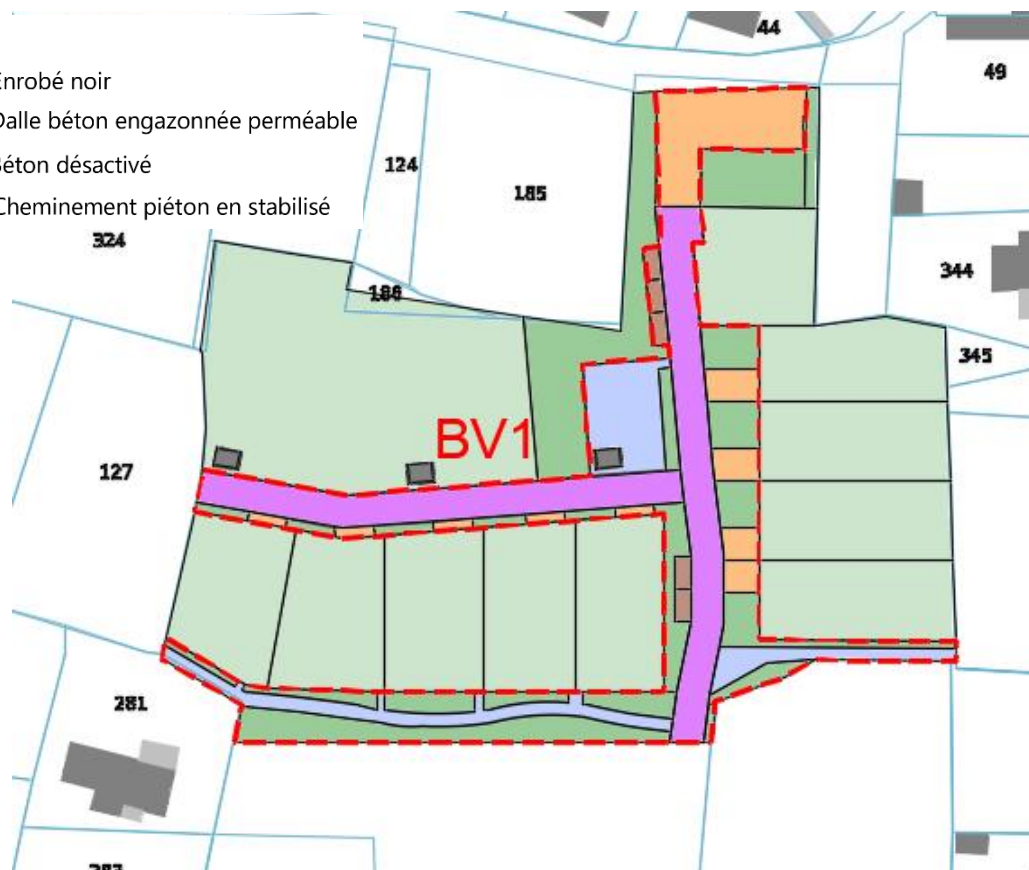 44
49
Enrobé noir
Dalle béton engazonnée perméable
124
Béton désactivé
185
Cheminement piéton en stabilisé
324
344
186
345
BV1
127
281